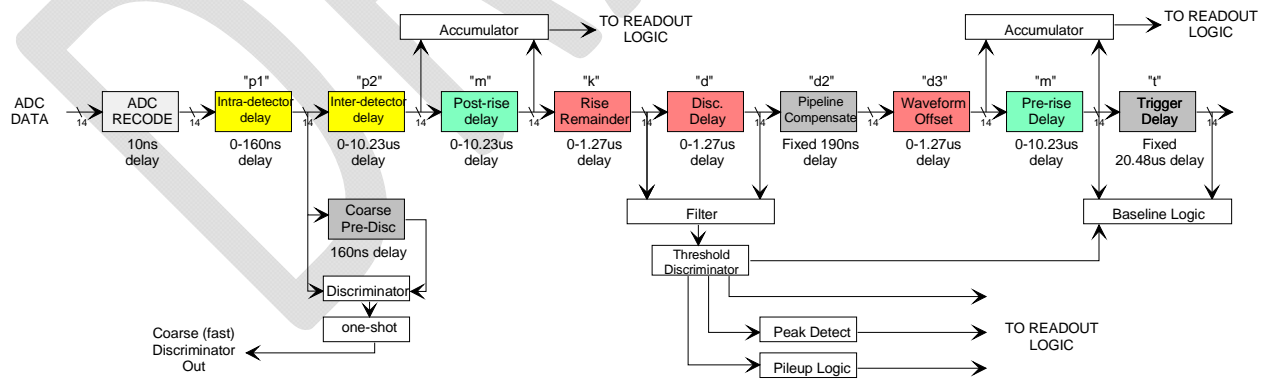 Accumulator
TO READOUT
LOGIC
Accumulator
TO READOUT
LOGIC
"p1"
"p2"
"m"
"k"
"d"
"d2"
"d3"
"m"
"t"
ADC
DATA
14
ADC
RECODE
14
Intra-detector
delay
14
Inter-detector
delay
14
Post-rise
delay
14
Rise
Remainder
14
Disc.
Delay
14
Pipeline
Compensate
14
Waveform
Offset
14
Pre-rise
Delay
14
Trigger
Delay
14
10ns
delay
0-160ns
delay
0-10.23us
delay
0-10.23us
delay
0-1.27us
delay
0-1.27us
delay
Fixed 190ns
delay
0-1.27us
delay
0-10.23us
delay
Fixed
20.48us delay
Coarse
Pre-Disc
160ns delay
Filter
Baseline Logic
Threshold
Discriminator
Discriminator
one-shot
Coarse (fast)
Discriminator
Out
Peak Detect
Pileup Logic
TO READOUT
LOGIC